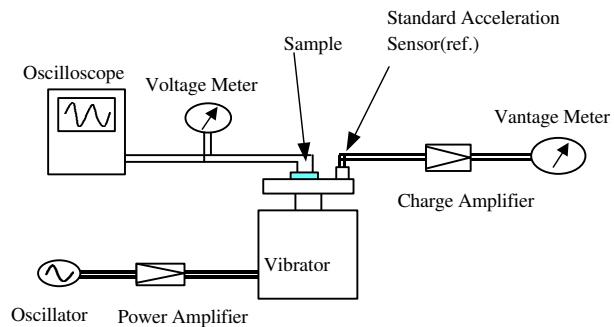 Standard Acceleration
Sensor(ref.)
Sample
Oscilloscope
Voltage Meter
Vantage Meter
Charge Amplifier
Vibrator
Oscillator
Power Amplifier